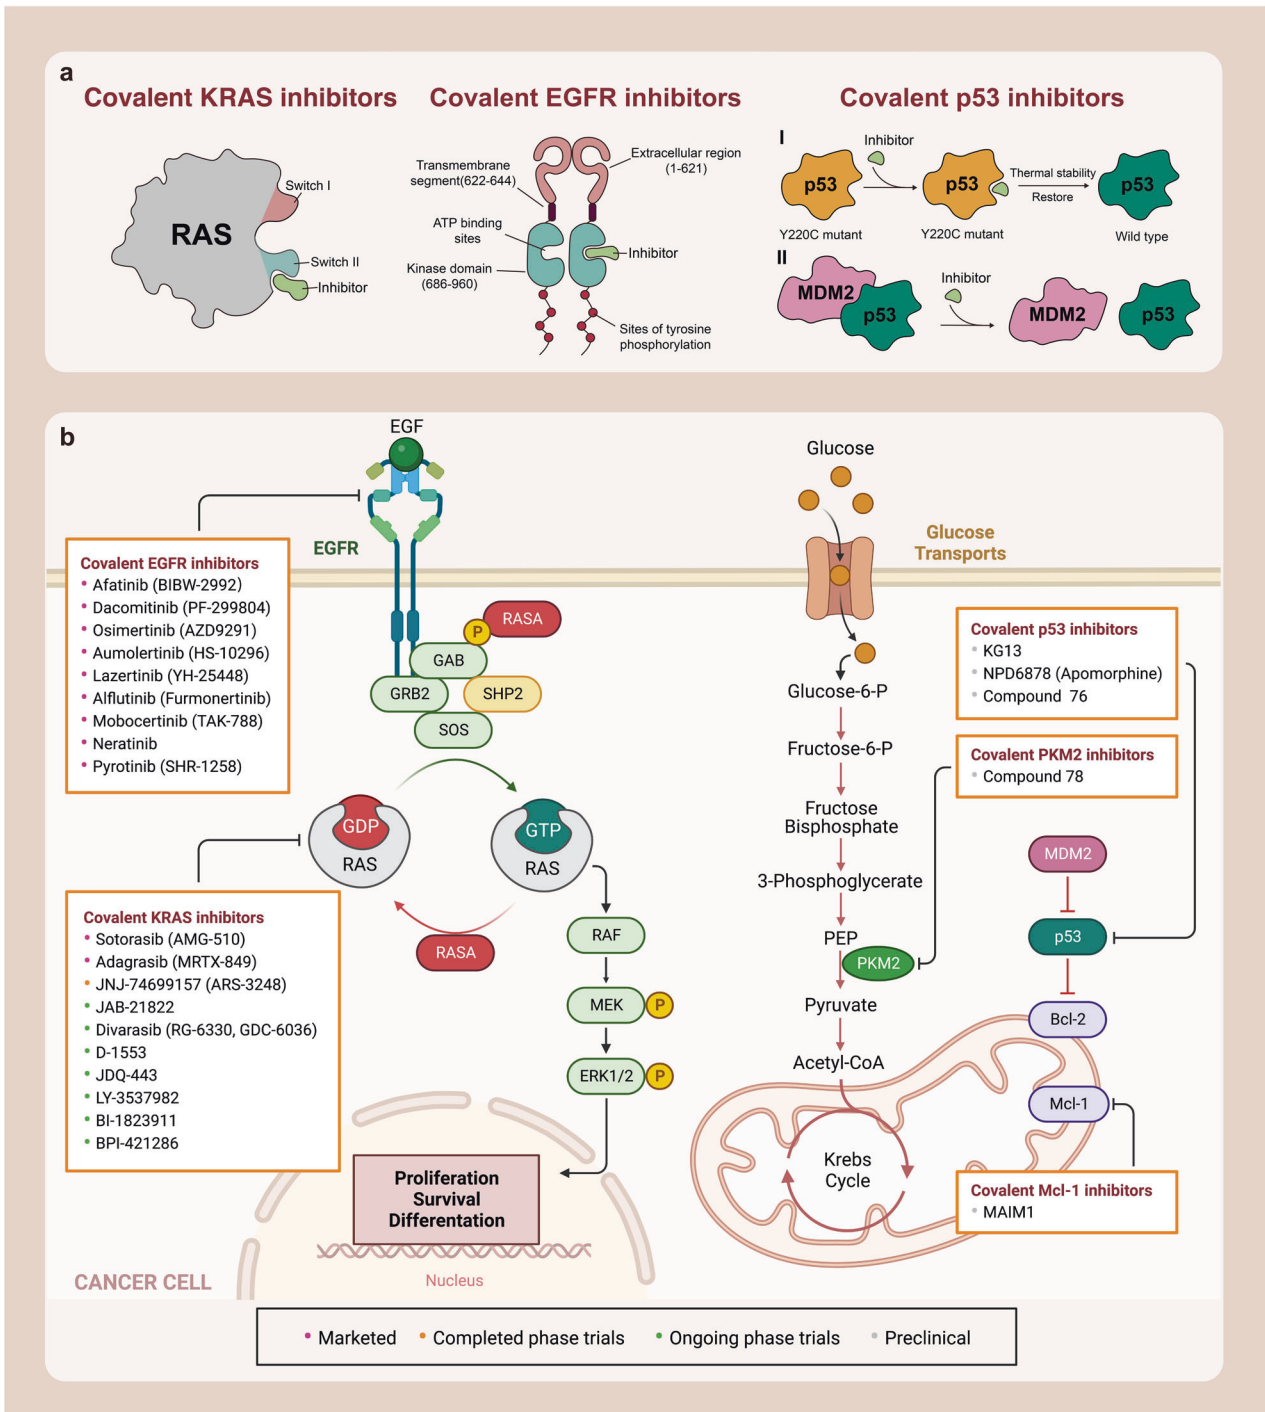 a
Covalent KRAS inhibitors
RAS
Switch I
Switch II
Inhibitor
Covalent EGFR inhibitors
Transmembrane
segment(622-644)
Extracellular region
(1-621)
ATP binding
sites
Kinase domain
(686-960)
Inhibitor
Sites of tyrosine
phosphorylation
Covalent p53 inhibitors
I
p53
Y220C mutant
Inhibitor
p53
Y220C mutant
Thermal stability
Restore
p53
Wild type
II
MDM2
p53
Inhibitor
MDM2
p53
b
EGF
EGFR
Covalent EGFR inhibitors
• Afatinib (BIBW-2992)
• Dacomitinib (PF-299804)
• Osimertinib (AZD9291)
• Aumolertinib (HS-10296)
• Lazertinib (YH-25448)
• Alflutinib (Furmonertinib)
• Mobocertinib (TAK-788)
• Neratinib
• Pyrotinib (SHR-1258)
RASA
P
GAB
GRB2
SHP2
SOS
GDP
RAS
GTP
RAS
RASA
Covalent KRAS inhibitors
• Sotorasib (AMG-510)
• Adagrasib (MRTX-849)
• JNJ-74699157 (ARS-3248)
• JAB-21822
• Divarasib (RG-6330, GDC-6036)
• D-1553
• JDQ-443
• LY-3537982
• BI-1823911
• BPI-421286
RAF
MEK
P
ERK1/2
P
Proliferation
Survival
Differentation
Nucleus
CANCER CELL
Glucose
Glucose
Transports
Glucose-6-P
Fructose-6-P
Fructose
Bisphosphate
3-Phosphoglycerate
PEP
PKM2
Pyruvate
Acetyl-CoA
Krebs
Cycle
Covalent p53 inhibitors
• KG13
• NPD6878 (Apomorphine)
• Compound 76
Covalent PKM2 inhibitors
• Compound 78
MDM2
p53
Bcl-2
Mcl-1
Covalent Mcl-1 inhibitors
• MAIM1
• Marketed • Completed phase trials • Ongoing phase trials • Preclinical